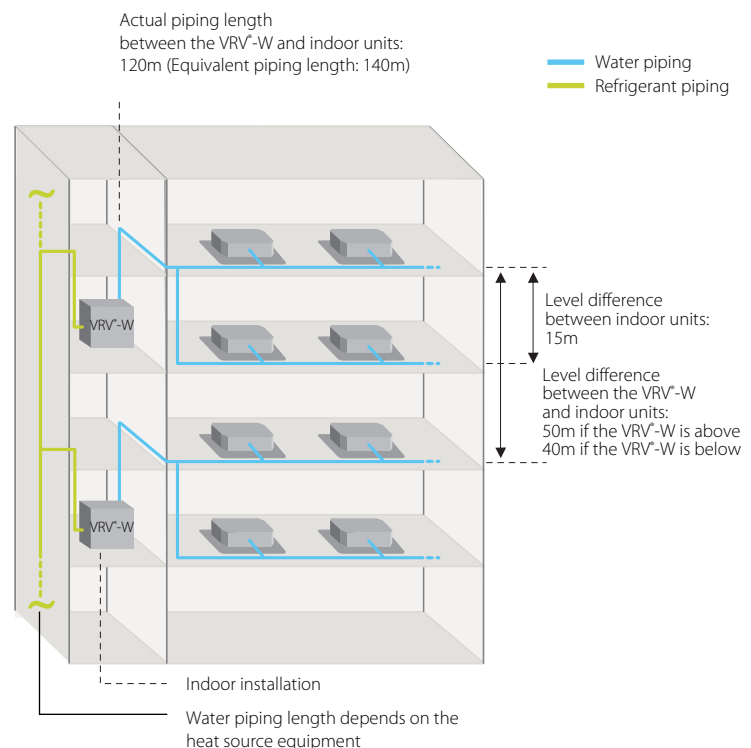 Actual piping length
between the VRV®-W and indoor units:
120m (Equivalent piping length: 140m)
Water piping
Refrigerant piping
VRV®-W
Level difference
between indoor units:
15m
Level difference
between the VRV®-W
and indoor units:
50m if the VRV®-W is above
40m if the VRV®-W is below
VRV®-W
Indoor installation
Water piping length depends on the
heat source equipment